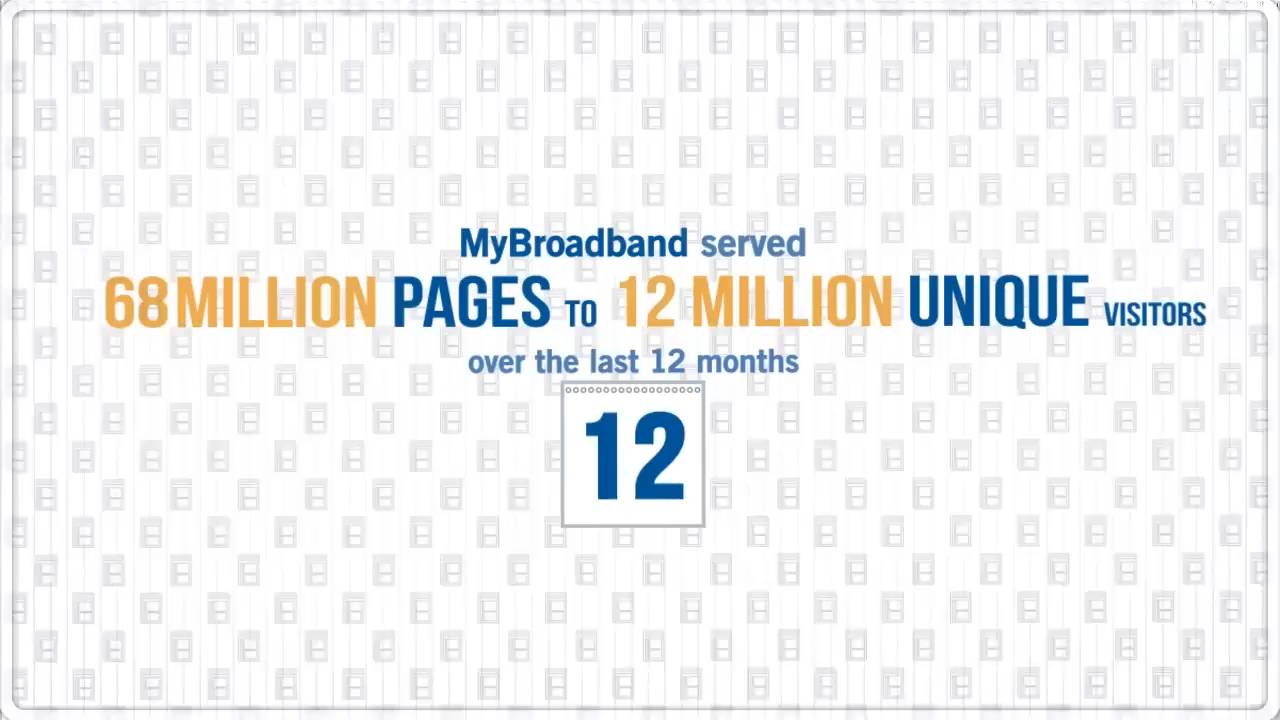 MyBroadband served
68 MILLION PAGES TO 12 MILLION UNIQUE VISITORS
over the last 12 months
12